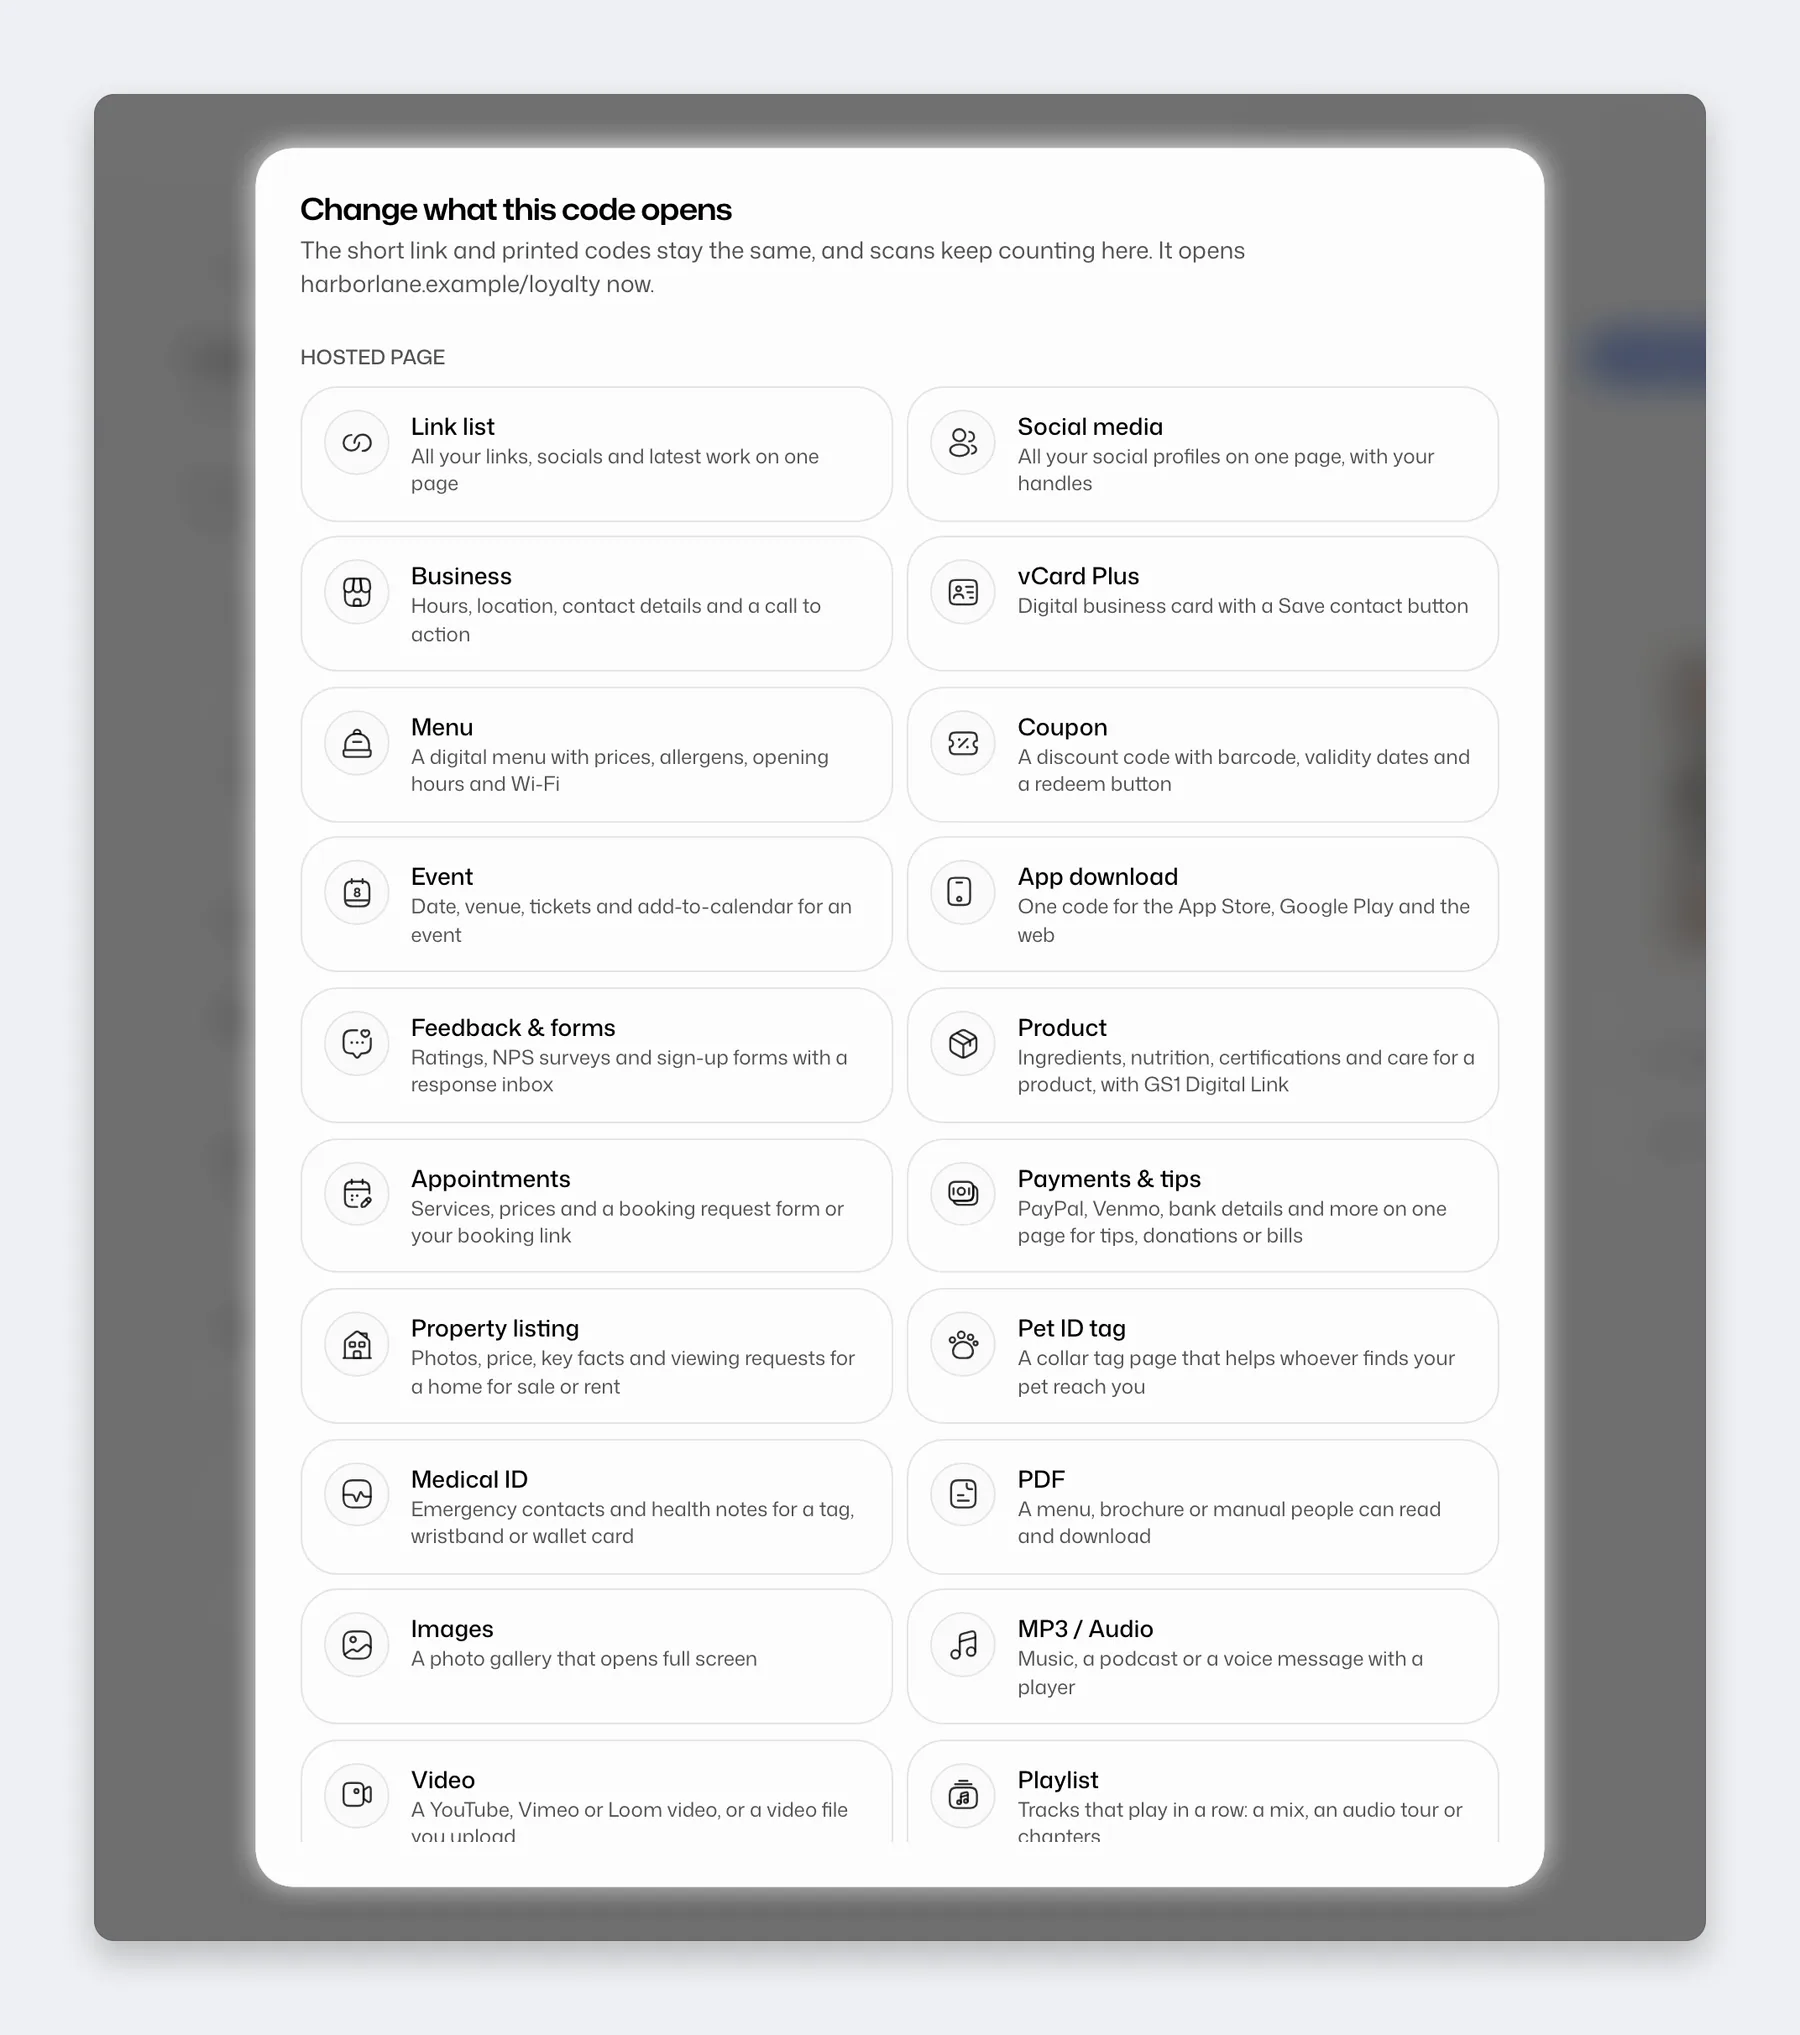 Change what this code opens
The short link and printed codes stay the same, and scans keep counting here. It opens
harborlane.example/loyalty now.
HOSTED PAGE
Link list
All your links, socials and latest work on one
page
Social media
All your social profiles on one page, with your
handles
Business
Hours, location, contact details and a call to
action
vCard Plus
Digital business card with a Save contact button
Menu
A digital menu with prices, allergens, opening
hours and Wi-Fi
Coupon
A discount code with barcode, validity dates and
a redeem button
8
Event
Date, venue, tickets and add-to-calendar for an
event
App download
One code for the App Store, Google Play and the
web
Feedback & forms
Ratings, NPS surveys and sign-up forms with a
response inbox
Product
Ingredients, nutrition, certifications and care for a
product, with GS1 Digital Link
Appointments
Services, prices and a booking request form or
your booking link
Payments & tips
PayPal, Venmo, bank details and more on one
page for tips, donations or bills
Property listing
Photos, price, key facts and viewing requests for
a home for sale or rent
Pet ID tag
A collar tag page that helps whoever finds your
pet reach you
Medical ID
Emergency contacts and health notes for a tag,
wristband or wallet card
PDF
A menu, brochure or manual people can read
and download
Images
A photo gallery that opens full screen
MP3 / Audio
Music, a podcast or a voice message with a
player
Video
A YouTube, Vimeo or Loom video, or a video file
you upload
Playlist
Tracks that play in a row: a mix, an audio tour or
chapters